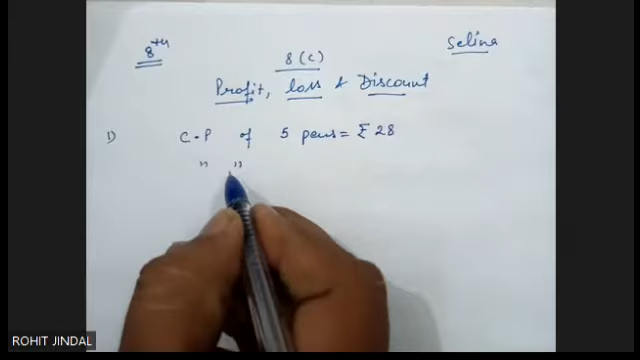 8ᵗʰ
8(C)
Selina
Profit, loss & Discount
1) C.P of 5 pens = ₹ 28
" "
ROHIT JINDAL